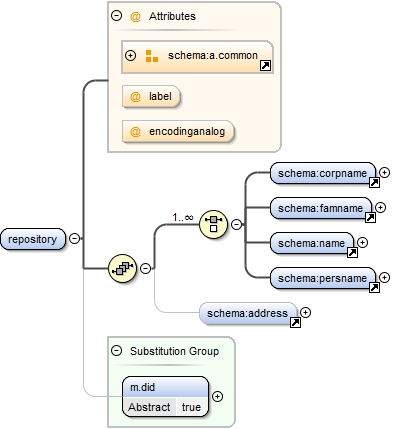 @ Attributes
schema:a.common
@ label
@ encodinganalog
repository
1..∞
schema:corpname
schema:famname
schema:name
schema:persname
schema:address
Substitution Group
m.did
Abstract true